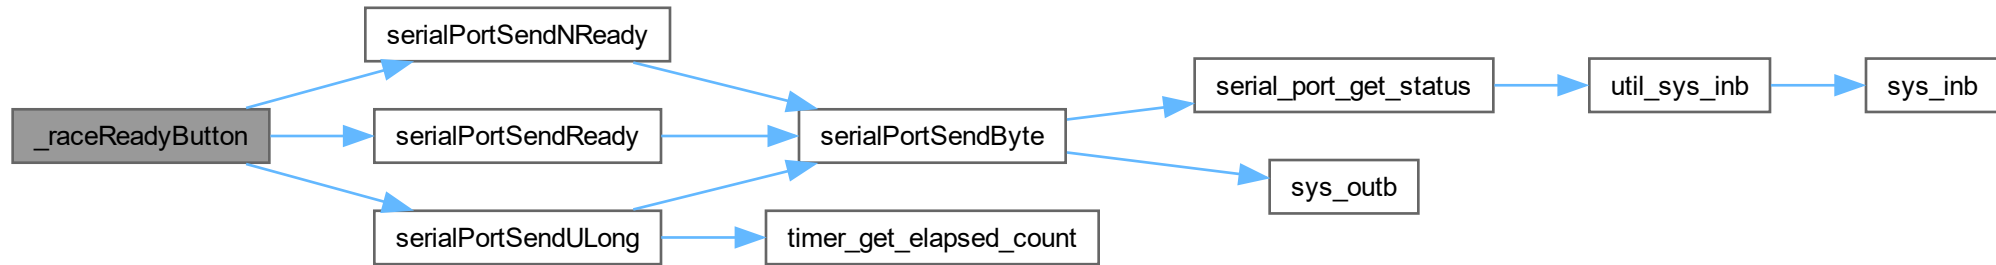 _raceReadyButton
serialPortSendNReady
serialPortSendReady
serialPortSendULong
serialPortSendByte
timer_get_elapsed_count
serial_port_get_status
sys_outb
util_sys_inb
sys_inb